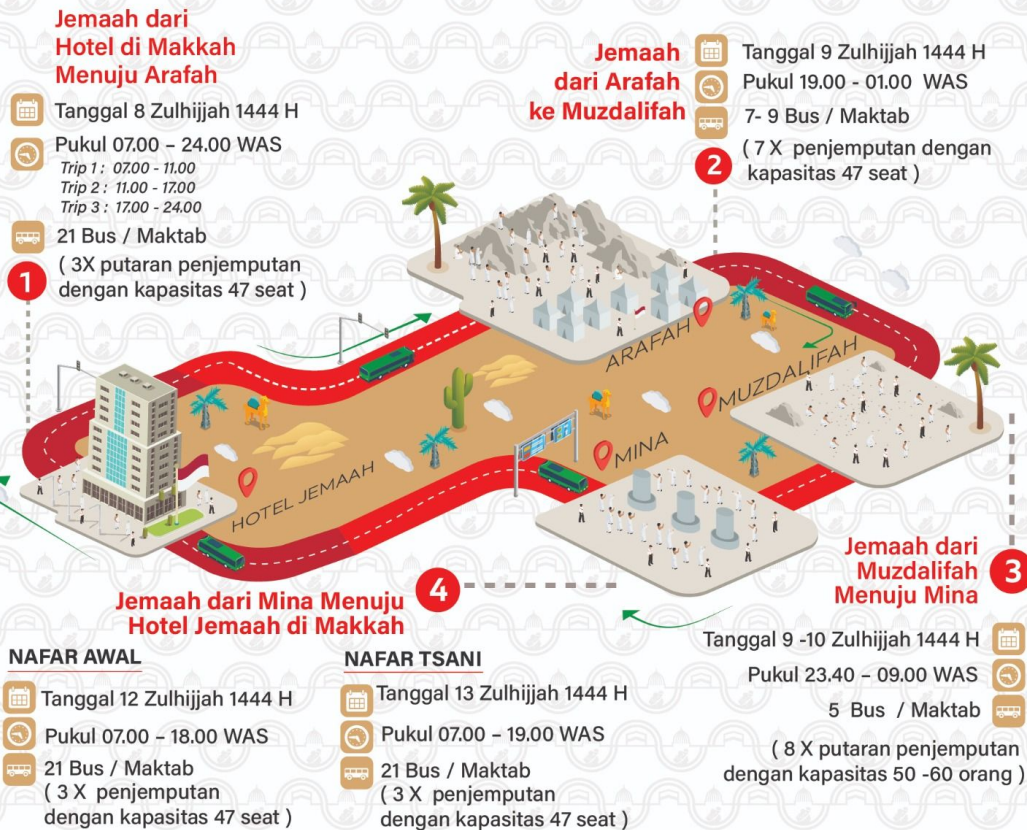 Jemaah dari
Hotel di Makkah
Menuju Arafah
Tanggal 8 Zulhijjah 1444 H
Pukul 07.00 – 24.00 WAS
Trip 1 : 07.00 - 11.00
Trip 2 : 11.00 - 17.00
Trip 3 : 17.00 - 24.00
21 Bus / Maktab
( 3X putaran penjemputan
dengan kapasitas 47 seat )
1
Jemaah
dari Arafah
ke Muzdalifah
Tanggal 9 Zulhijjah 1444 H
Pukul 19.00 - 01.00 WAS
7- 9 Bus / Maktab
( 7 X penjemputan dengan
kapasitas 47 seat )
2
ARAFAH
MUZDALIFAH
MINA
HOTEL JEMAAH
Jemaah dari
Muzdalifah
Menuju Mina
3
Tanggal 9 -10 Zulhijjah 1444 H
Pukul 23.40 – 09.00 WAS
5 Bus / Maktab
( 8 X putaran penjemputan
dengan kapasitas 50 -60 orang )
4
Jemaah dari Mina Menuju
Hotel Jemaah di Makkah
NAFAR AWAL
Tanggal 12 Zulhijjah 1444 H
Pukul 07.00 – 18.00 WAS
21 Bus / Maktab
( 3 X penjemputan
dengan kapasitas 47 seat )
NAFAR TSANI
Tanggal 13 Zulhijjah 1444 H
Pukul 07.00 – 19.00 WAS
21 Bus / Maktab
( 3 X penjemputan
dengan kapasitas 47 seat )